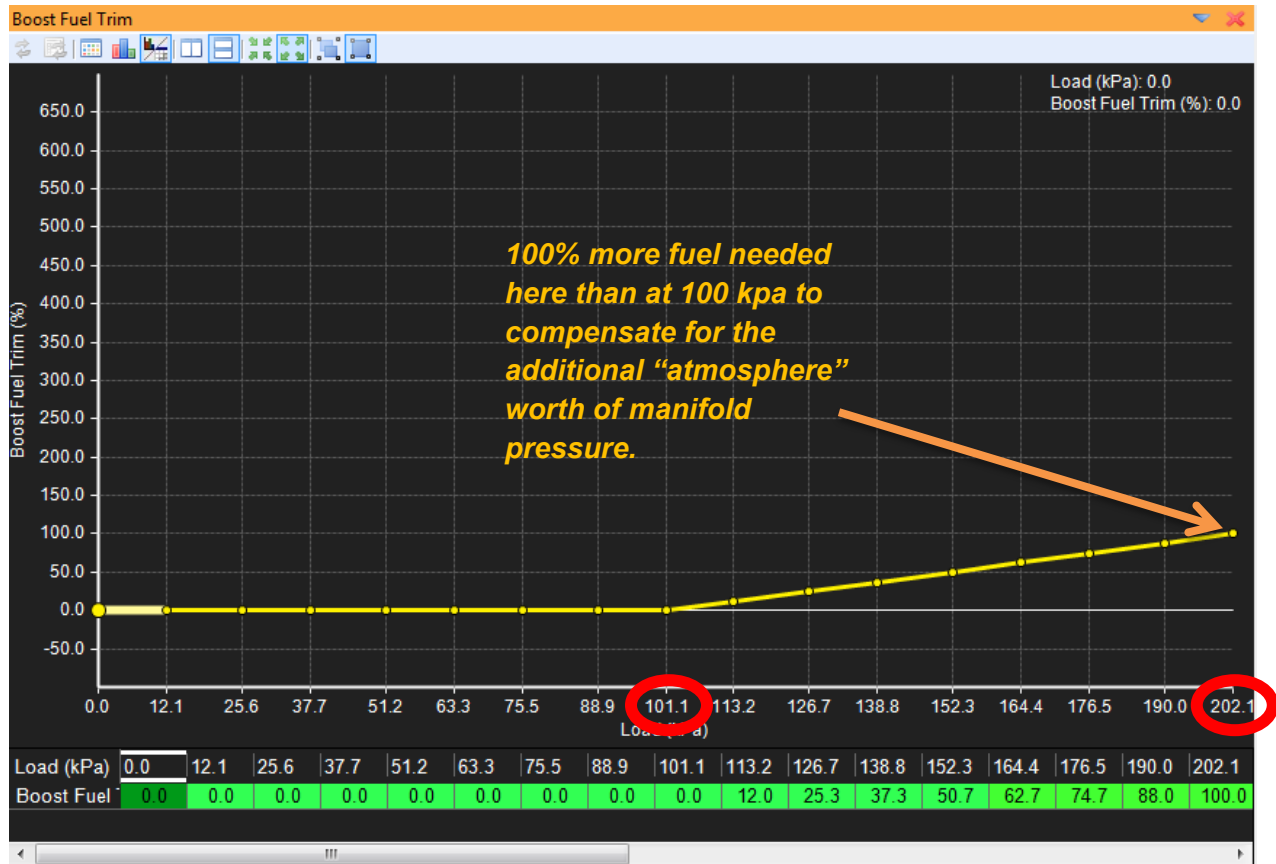 Boost Fuel Trim
Load (kPa): 0.0
Boost Fuel Trim (%): 0.0
650.0
600.0
550.0
500.0
450.0
400.0
350.0
300.0
250.0
200.0
150.0
100.0
50.0
0.0
-50.0
Boost Fuel Trim (%)
100% more fuel needed
here than at 100 kpa to
compensate for the
additional “atmosphere”
worth of manifold
pressure.
0.0 12.1 25.6 37.7 51.2 63.3 75.5 88.9 101.1 113.2 126.7 138.8 152.3 164.4 176.5 190.0 202.1
Load (kPa)
Load (kPa) 0.0 12.1 25.6 37.7 51.2 63.3 75.5 88.9 101.1 113.2 126.7 138.8 152.3 164.4 176.5 190.0 202.1
Boost Fuel 0.0 0.0 0.0 0.0 0.0 0.0 0.0 0.0 0.0 12.0 25.3 37.3 50.7 62.7 74.7 88.0 100.0